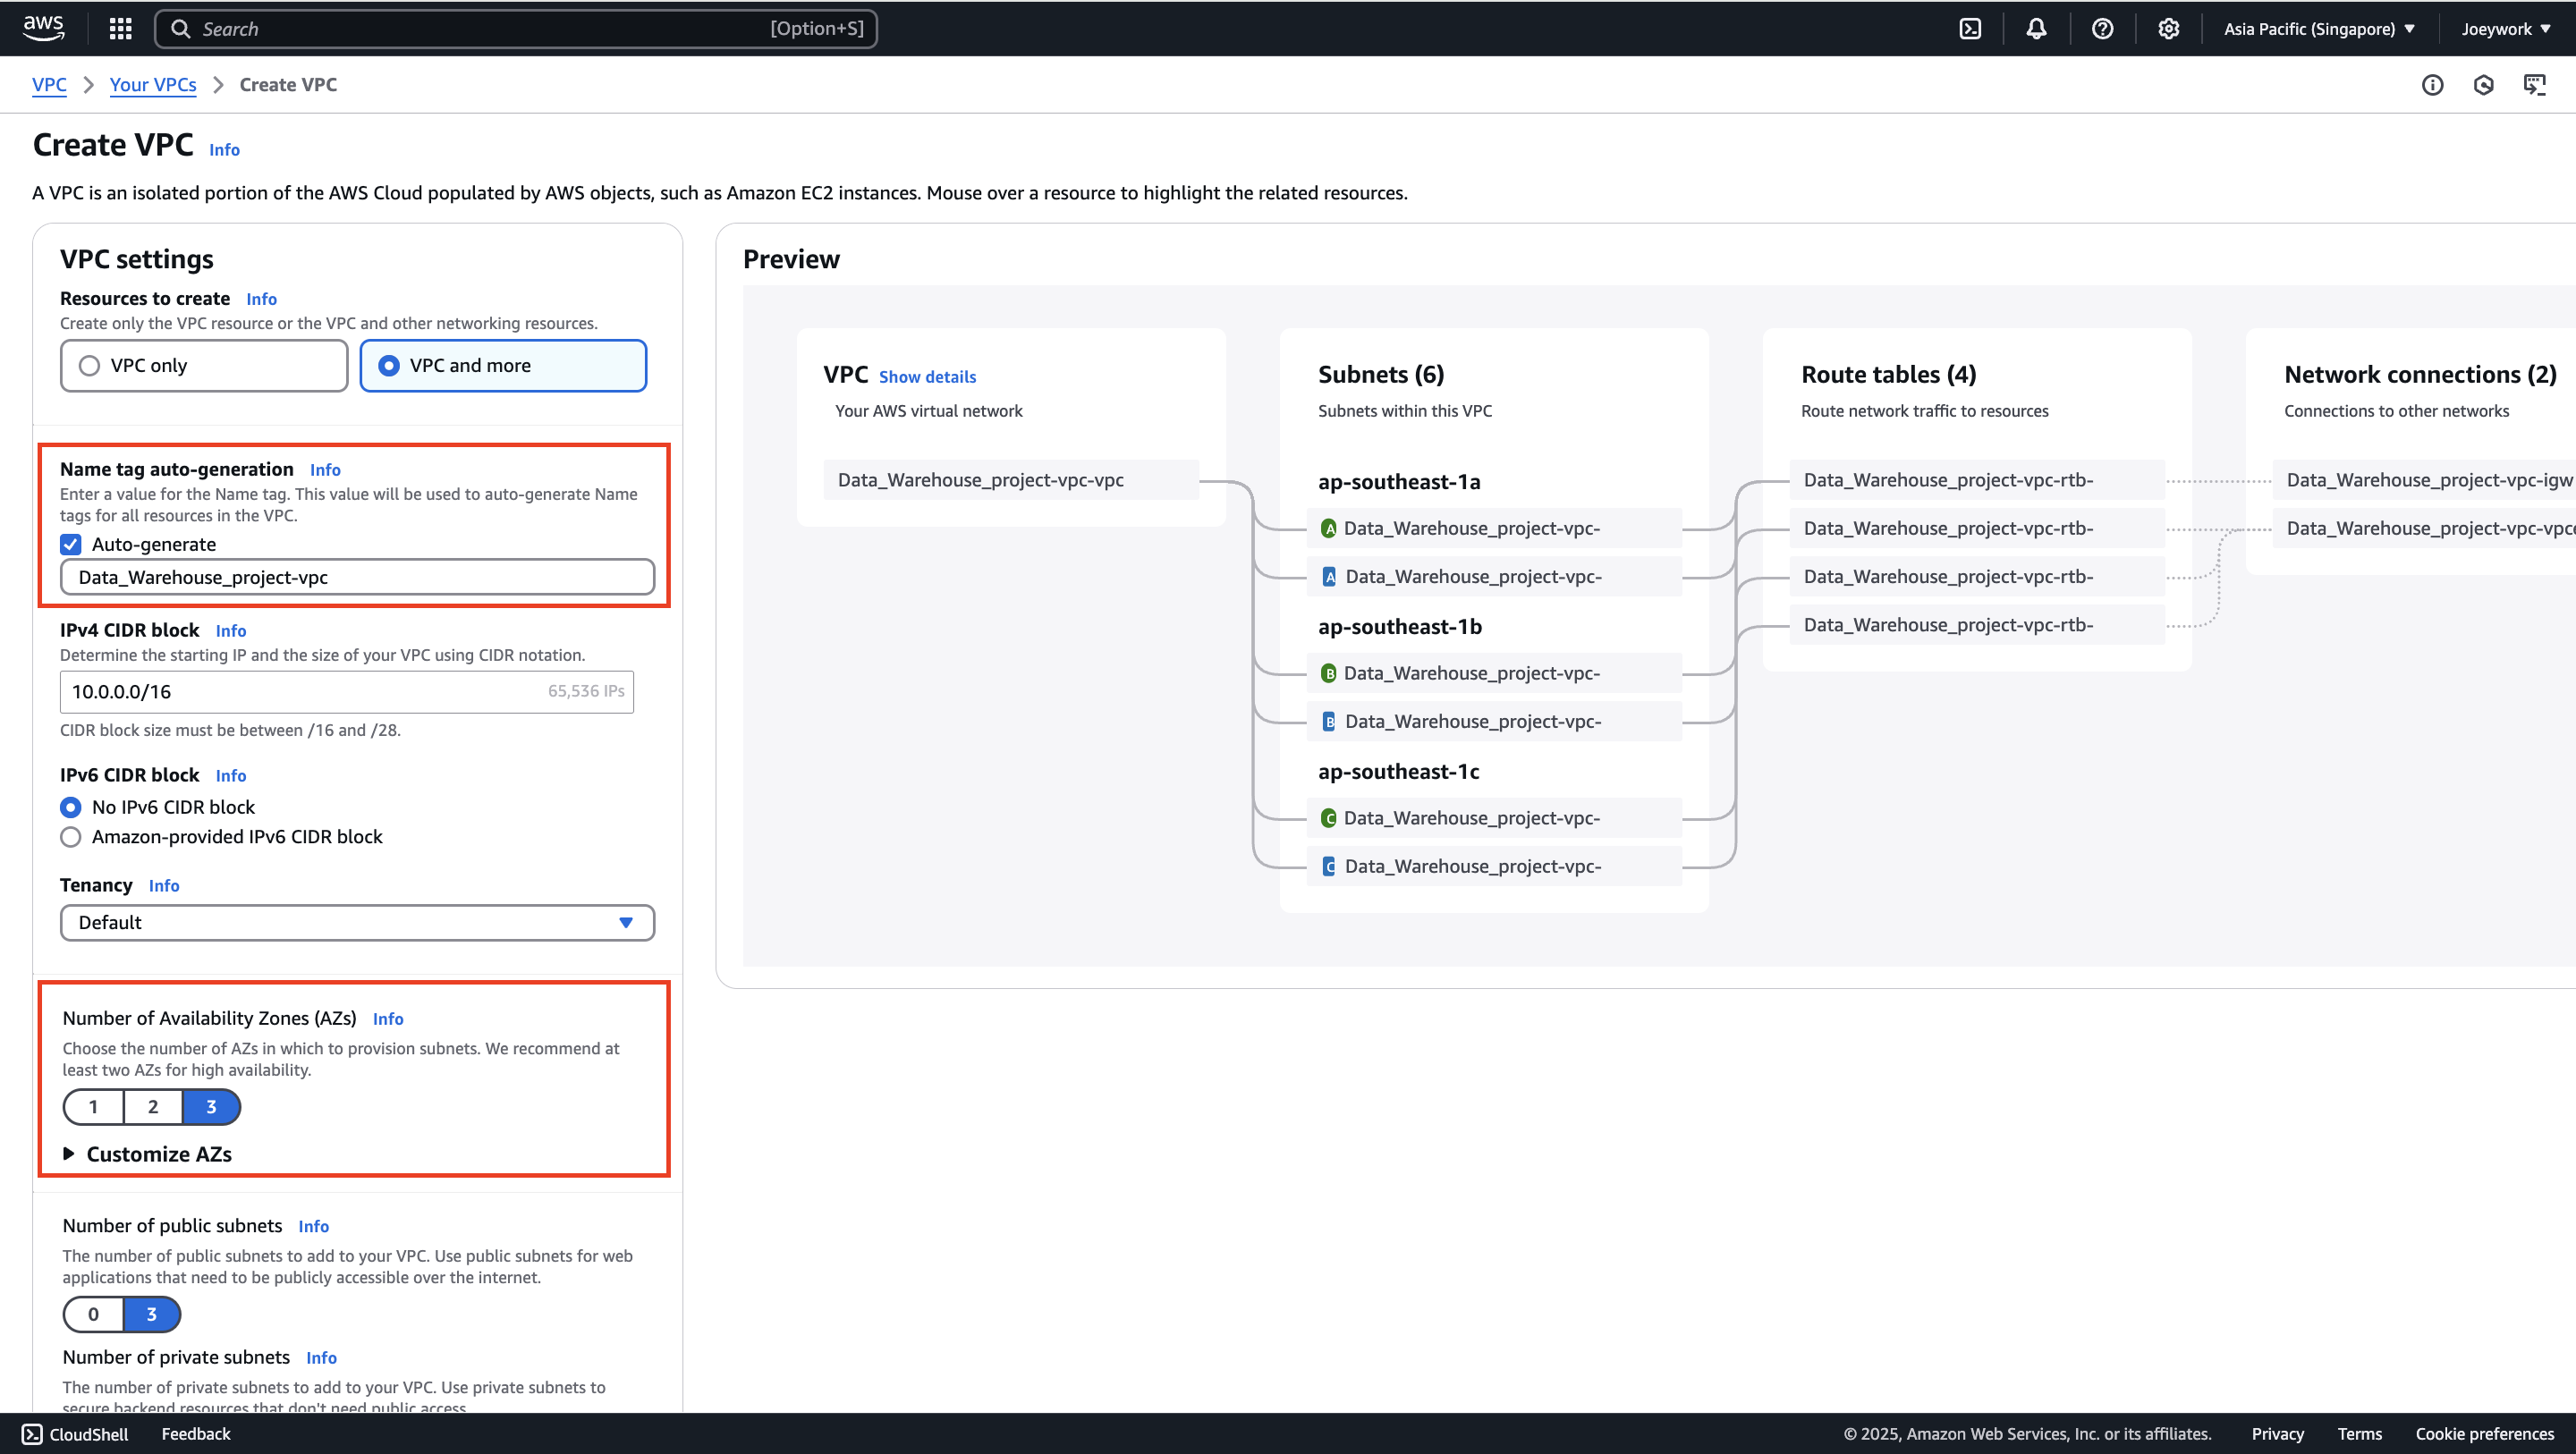 aws
Search
[Option+S]
Asia Pacific (Singapore)
Joeywork
VPC
Your VPCs
Create VPC
Create VPC Info
A VPC is an isolated portion of the AWS Cloud populated by AWS objects, such as Amazon EC2 instances. Mouse over a resource to highlight the related resources.
VPC settings
Resources to create Info
Create only the VPC resource or the VPC and other networking resources.
VPC only
VPC and more
Name tag auto-generation Info
Enter a value for the Name tag. This value will be used to auto-generate Name
tags for all resources in the VPC.
Auto-generate
Data_Warehouse_project-vpc
IPv4 CIDR block Info
Determine the starting IP and the size of your VPC using CIDR notation.
10.0.0.0/16
65,536 IPs
CIDR block size must be between /16 and /28.
IPv6 CIDR block Info
No IPv6 CIDR block
Amazon-provided IPv6 CIDR block
Tenancy Info
Default
Number of Availability Zones (AZs) Info
Choose the number of AZs in which to provision subnets. We recommend at
least two AZs for high availability.
1 2 3
Customize AZs
Number of public subnets Info
The number of public subnets to add to your VPC. Use public subnets for web
applications that need to be publicly accessible over the internet.
0 3
Number of private subnets Info
The number of private subnets to add to your VPC. Use private subnets to
secure backend resources that don't need public access.
Preview
VPC Show details
Your AWS virtual network
Data_Warehouse_project-vpc-vpc
Subnets (6)
Subnets within this VPC
ap-southeast-1a
A Data_Warehouse_project-vpc-
A Data_Warehouse_project-vpc-
ap-southeast-1b
B Data_Warehouse_project-vpc-
B Data_Warehouse_project-vpc-
ap-southeast-1c
C Data_Warehouse_project-vpc-
C Data_Warehouse_project-vpc-
Route tables (4)
Route network traffic to resources
Data_Warehouse_project-vpc-rtb-
Data_Warehouse_project-vpc-rtb-
Data_Warehouse_project-vpc-rtb-
Data_Warehouse_project-vpc-rtb-
Network connections (2)
Connections to other networks
Data_Warehouse_project-vpc-igw
Data_Warehouse_project-vpc-vpce
CloudShell
Feedback
© 2025, Amazon Web Services, Inc. or its affiliates.
Privacy
Terms
Cookie preferences